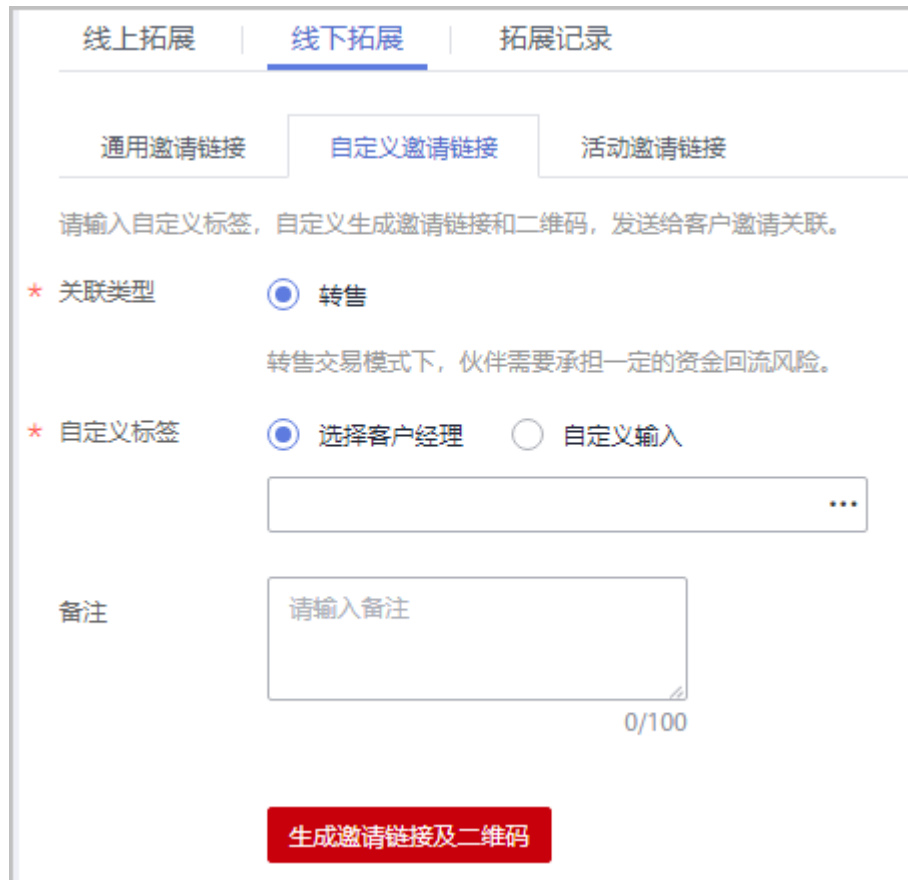 线上拓展 线下拓展 拓展记录
通用邀请链接 自定义邀请链接 活动邀请链接
请输入自定义标签，自定义生成邀请链接和二维码，发送给客户邀请关联。
* 关联类型 转售
转售交易模式下，伙伴需要承担一定的资金回流风险。
* 自定义标签 选择客户经理 自定义输入
...
备注 请输入备注
0/100
生成邀请链接及二维码